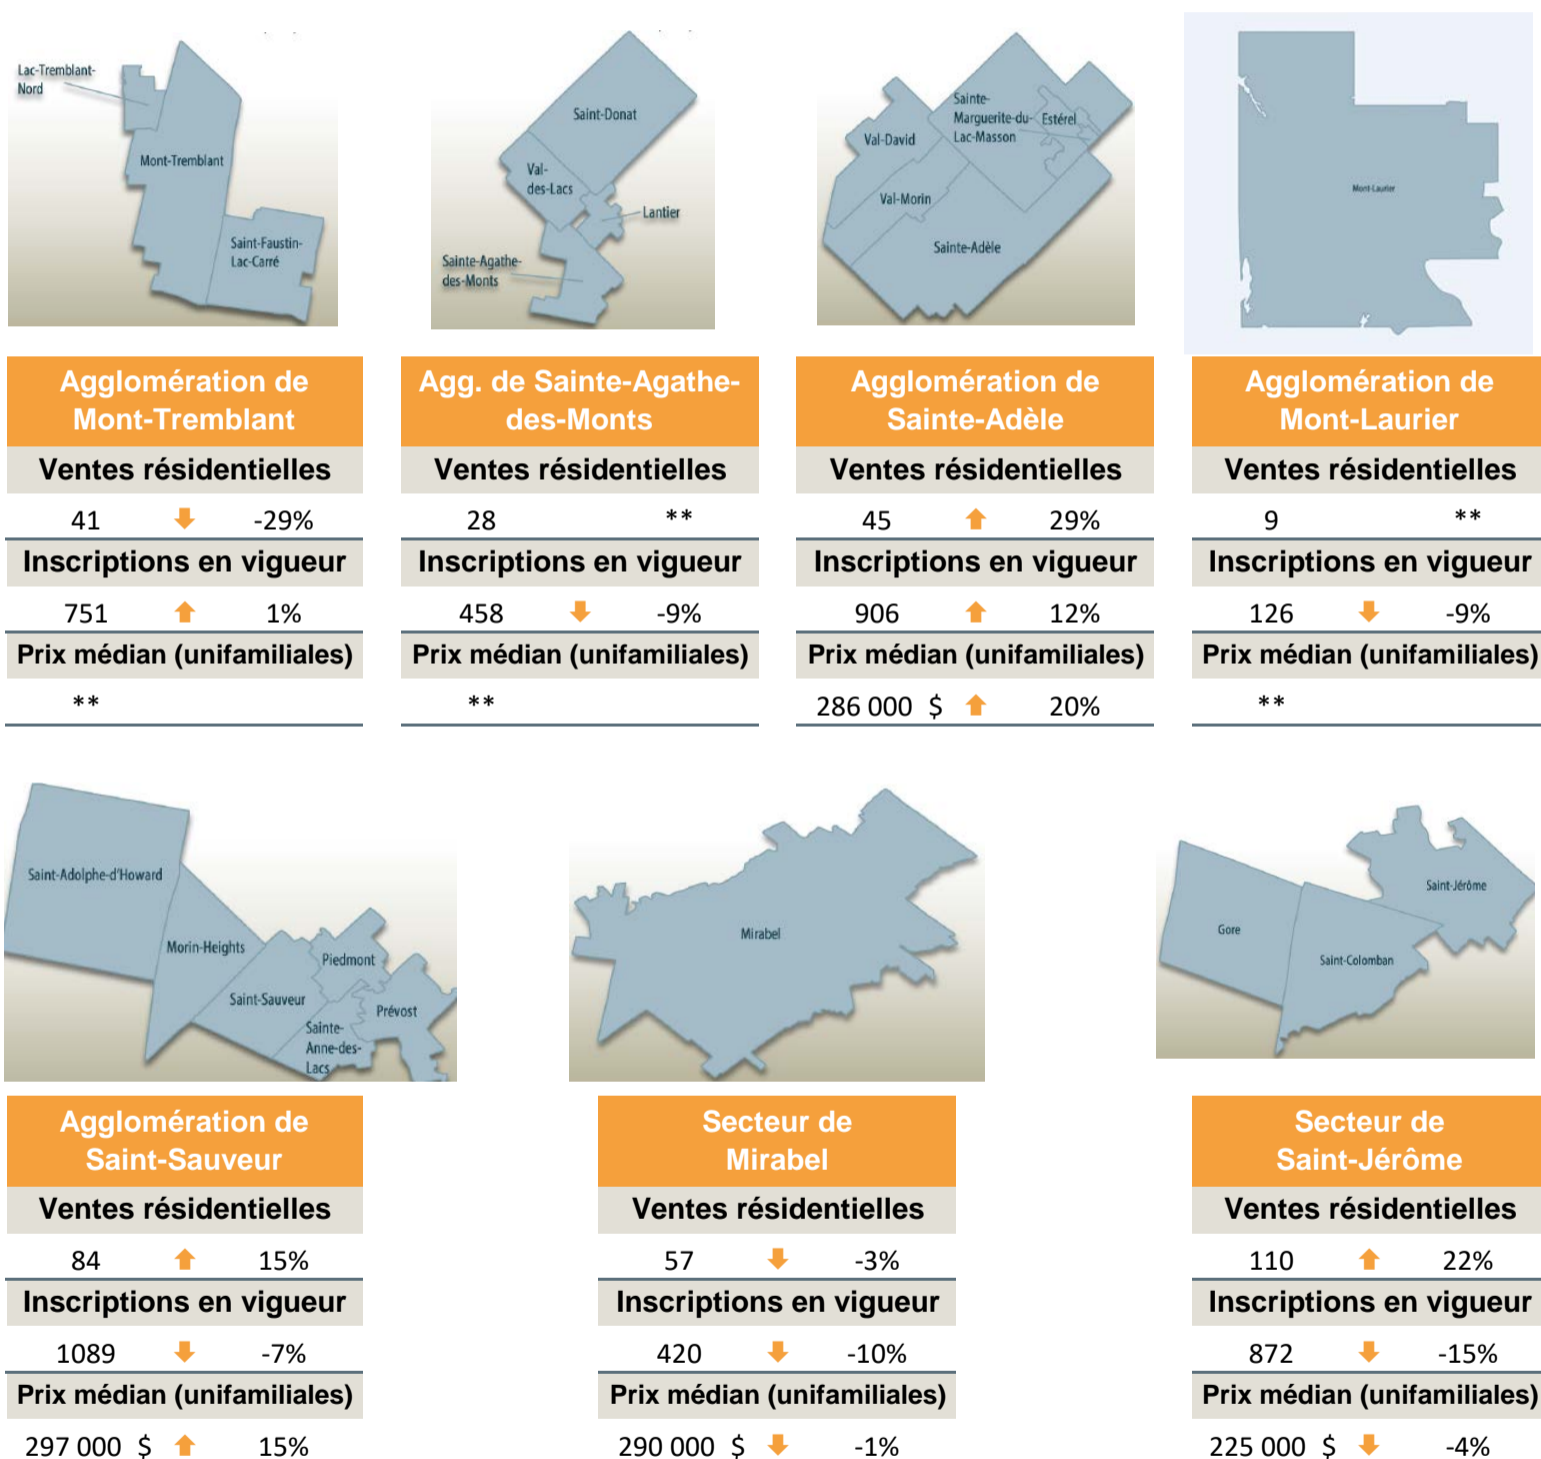 Lac-Tremblant-
Nord
Mont-Tremblant
Saint-Faustin-
Lac-Carré
Saint-Donat
Val-
des-Lacs
Lantier
Sainte-Agathe-
des-Monts
Sainte-
Marguerite-du-
Lac-Masson
Estérel
Val-David
Val-Morin
Sainte-Adèle
Mont-Laurier
Agglomération de
Mont-Tremblant
Ventes résidentielles
41 ⬇ -29%
Inscriptions en vigueur
751 ⬆ 1%
Prix médian (unifamiliales)
**
Agg. de Sainte-Agathe-
des-Monts
Ventes résidentielles
28 **
Inscriptions en vigueur
458 ⬇ -9%
Prix médian (unifamiliales)
**
Agglomération de
Sainte-Adèle
Ventes résidentielles
45 ⬆ 29%
Inscriptions en vigueur
906 ⬆ 12%
Prix médian (unifamiliales)
286 000 $ ⬆ 20%
Agglomération de
Mont-Laurier
Ventes résidentielles
9 **
Inscriptions en vigueur
126 ⬇ -9%
Prix médian (unifamiliales)
**
Saint-Adolphe-d'Howard
Morin-Heights
Piedmont
Saint-Sauveur
Prévost
Sainte-
Anne-des-
Lacs
Mirabel
Saint-Jérôme
Gore
Saint-Colomban
Agglomération de
Saint-Sauveur
Ventes résidentielles
84 ⬆ 15%
Inscriptions en vigueur
1089 ⬇ -7%
Prix médian (unifamiliales)
297 000 $ ⬆ 15%
Secteur de
Mirabel
Ventes résidentielles
57 ⬇ -3%
Inscriptions en vigueur
420 ⬇ -10%
Prix médian (unifamiliales)
290 000 $ ⬇ -1%
Secteur de
Saint-Jérôme
Ventes résidentielles
110 ⬆ 22%
Inscriptions en vigueur
872 ⬇ -15%
Prix médian (unifamiliales)
225 000 $ ⬇ -4%